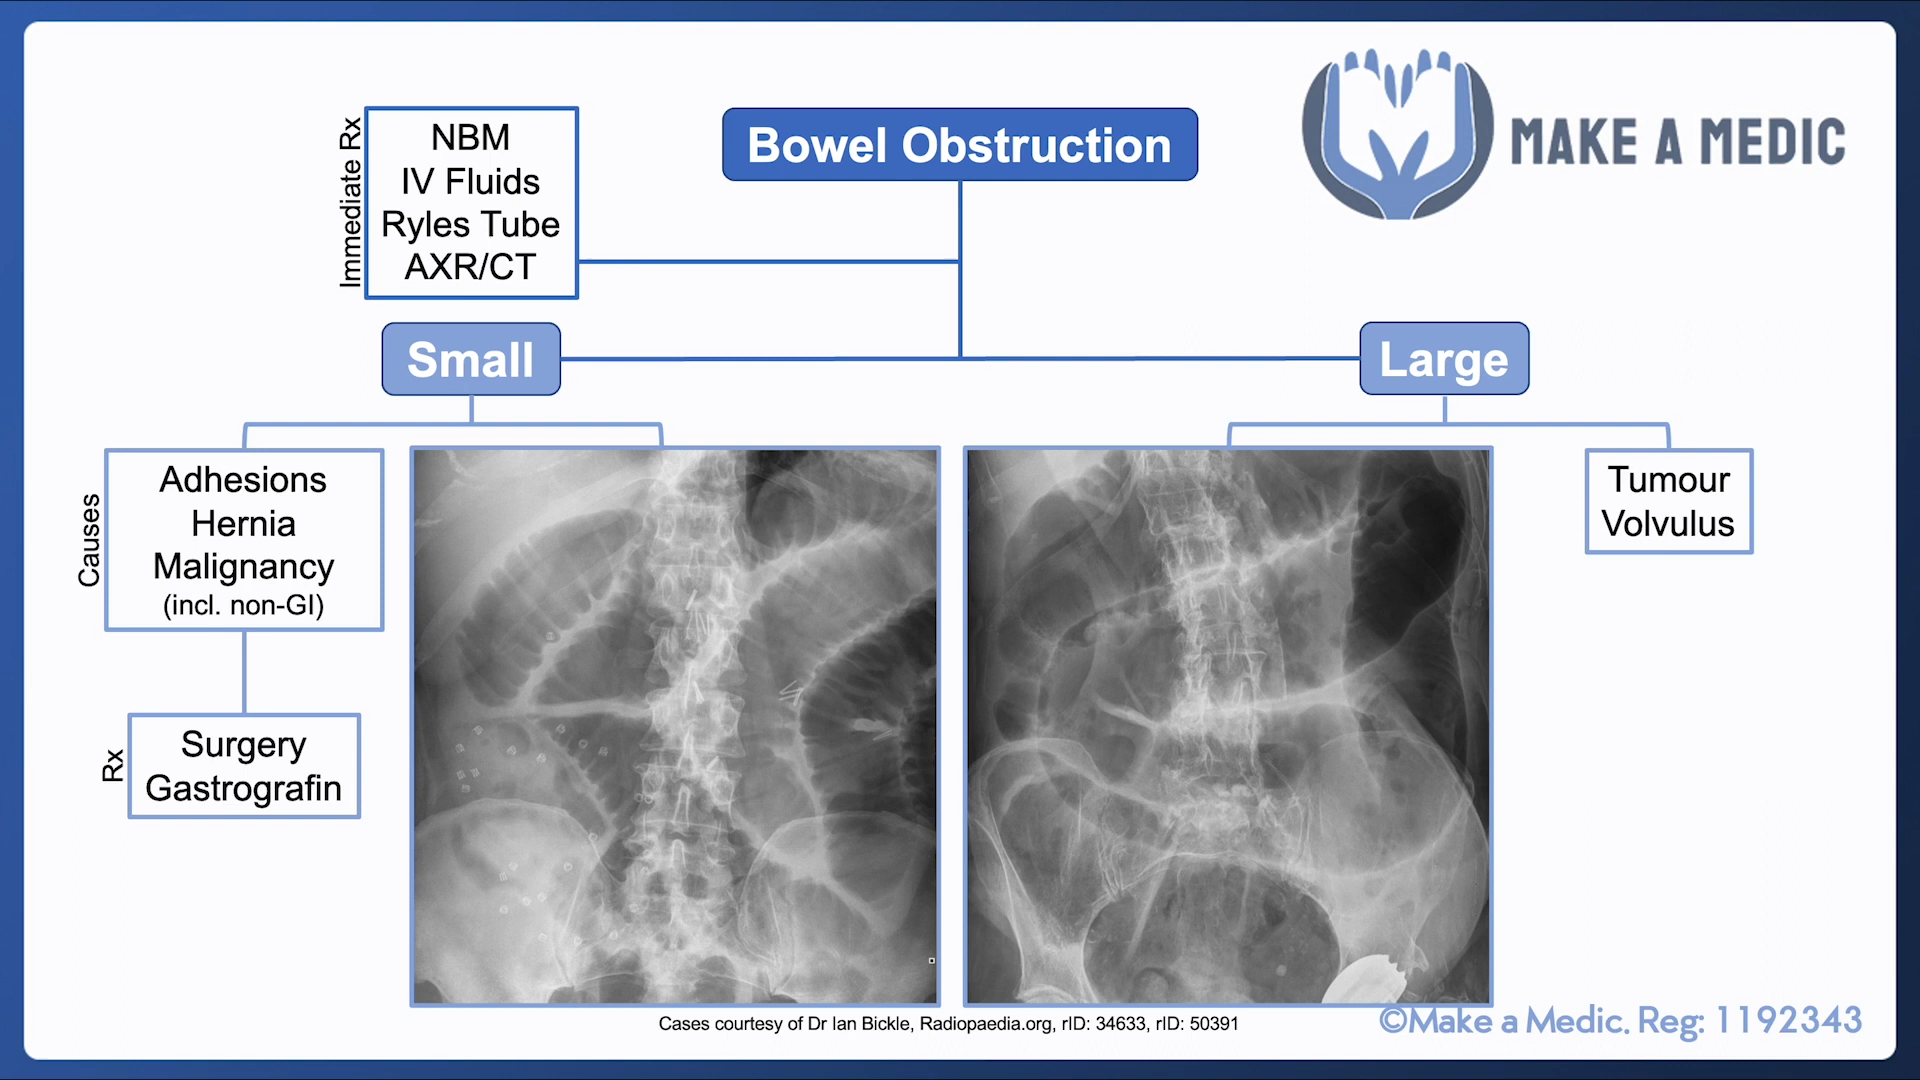 Bowel Obstruction
MAKE A MEDIC
Immediate Rx
NBM
IV Fluids
Ryles Tube
AXR/CT
Small
Large
Causes
Adhesions
Hernia
Malignancy
(incl. non-GI)
Tumour
Volvulus
Rx
Surgery
Gastrografin
Cases courtesy of Dr Ian Bickle, Radiopaedia.org, rID: 34633, rID: 50391
©Make a Medic. Reg: 1192343